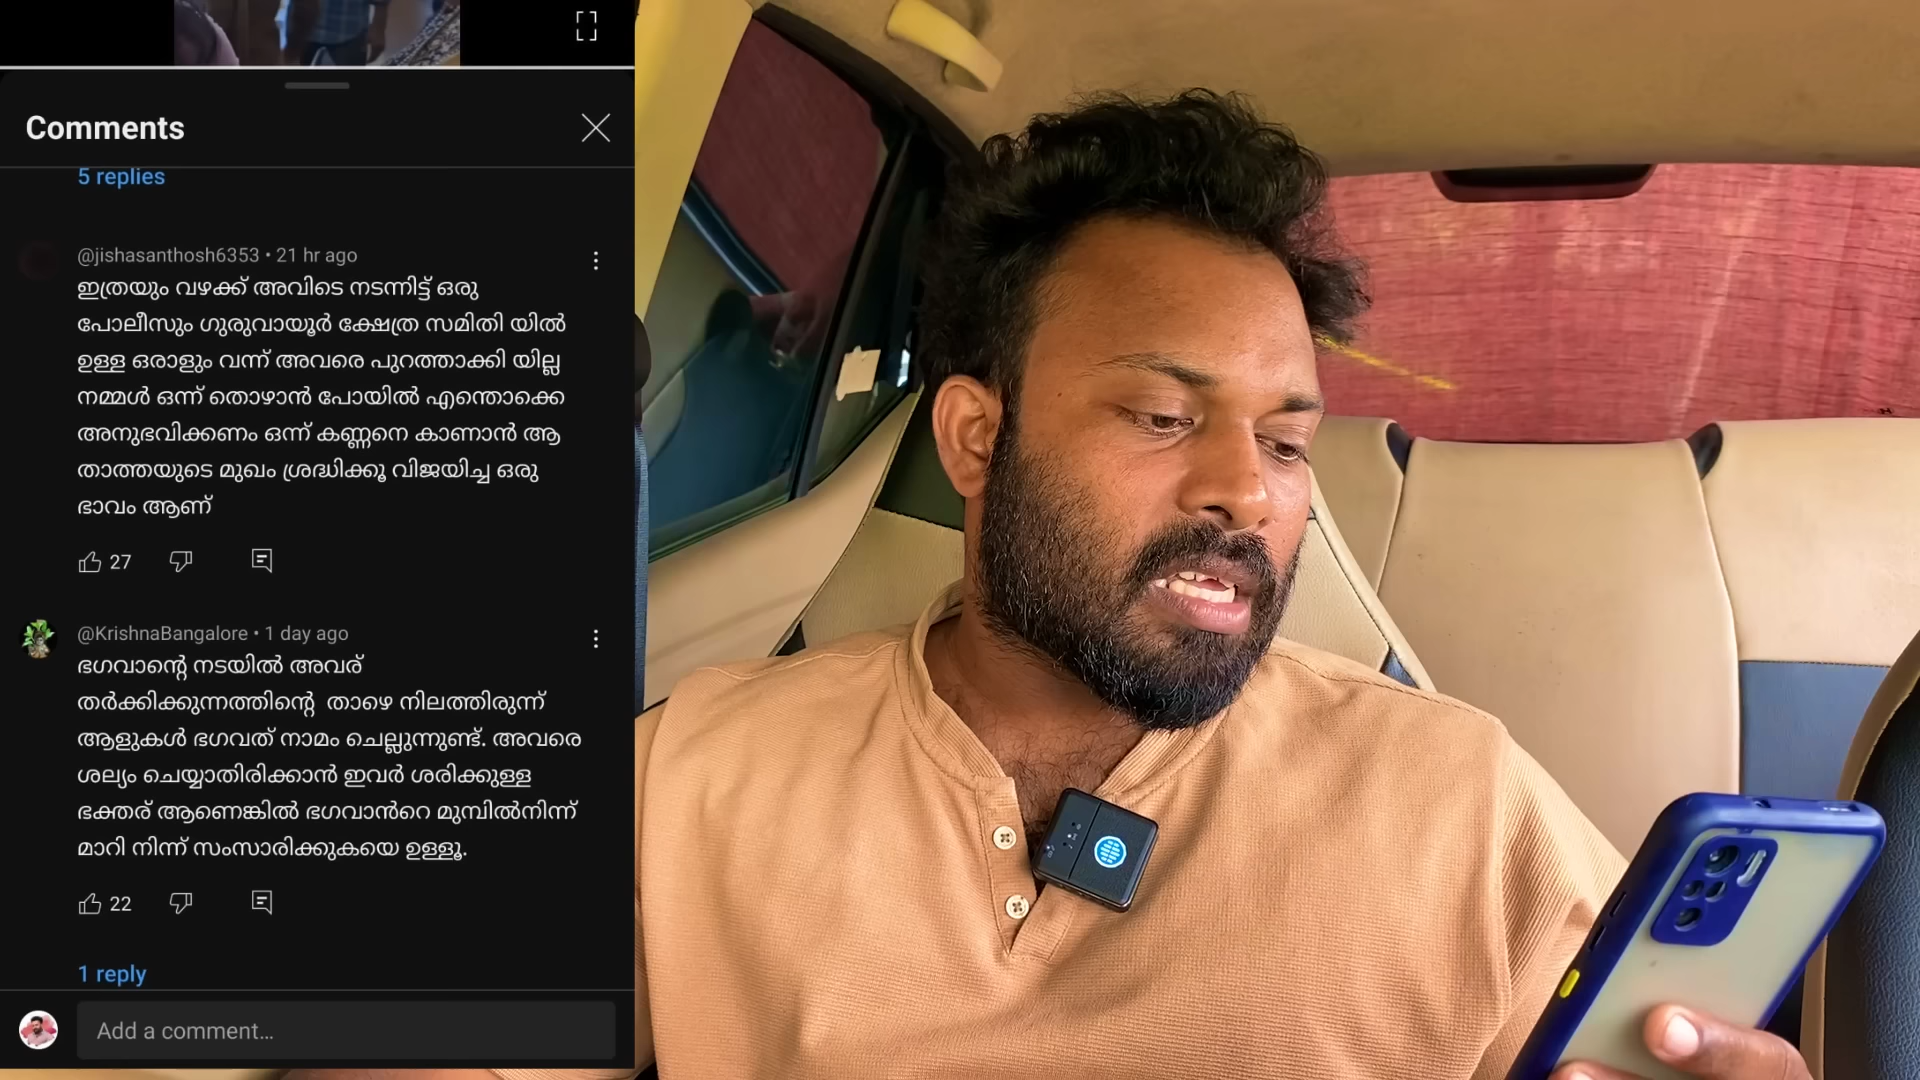 Comments
5 replies
@jishasanthosh6353 • 21 hr ago
ഇത്രയും വഴക്ക് അവിടെ നടന്നിട്ട് ഒരു
പോലീസും ഗുരുവായൂർ ക്ഷേത്ര സമിതി യിൽ
ഉള്ള ഒരാളും വന്ന് അവരെ പുറത്താക്കി യില്ല
നമ്മൾ ഒന്ന് തൊഴാൻ പോയിൽ എന്തൊക്കെ
അനുഭവിക്കണം ഒന്ന് കണ്ണനെ കാണാൻ ആ
താത്തയുടെ മുഖം ശ്രദ്ധിക്കൂ വിജയിച്ച ഒരു
ഭാവം ആണ്
27
@KrishnaBangalore • 1 day ago
ഭഗവാന്റെ നടയിൽ അവര്
തർക്കിക്കുന്നത്തിന്റെ താഴെ നിലത്തിരുന്ന്
ആളുകൾ ഭഗവത് നാമം ചെല്ലുന്നുണ്ട്. അവരെ
ശല്യം ചെയ്യാതിരിക്കാൻ ഇവർ ശരിക്കുള്ള
ഭക്തര് ആണെങ്കിൽ ഭഗവാൻറെ മുമ്പിൽനിന്ന്
മാറി നിന്ന് സംസാരിക്കുകയെ ഉള്ളൂ.
22
1 reply
Add a comment...